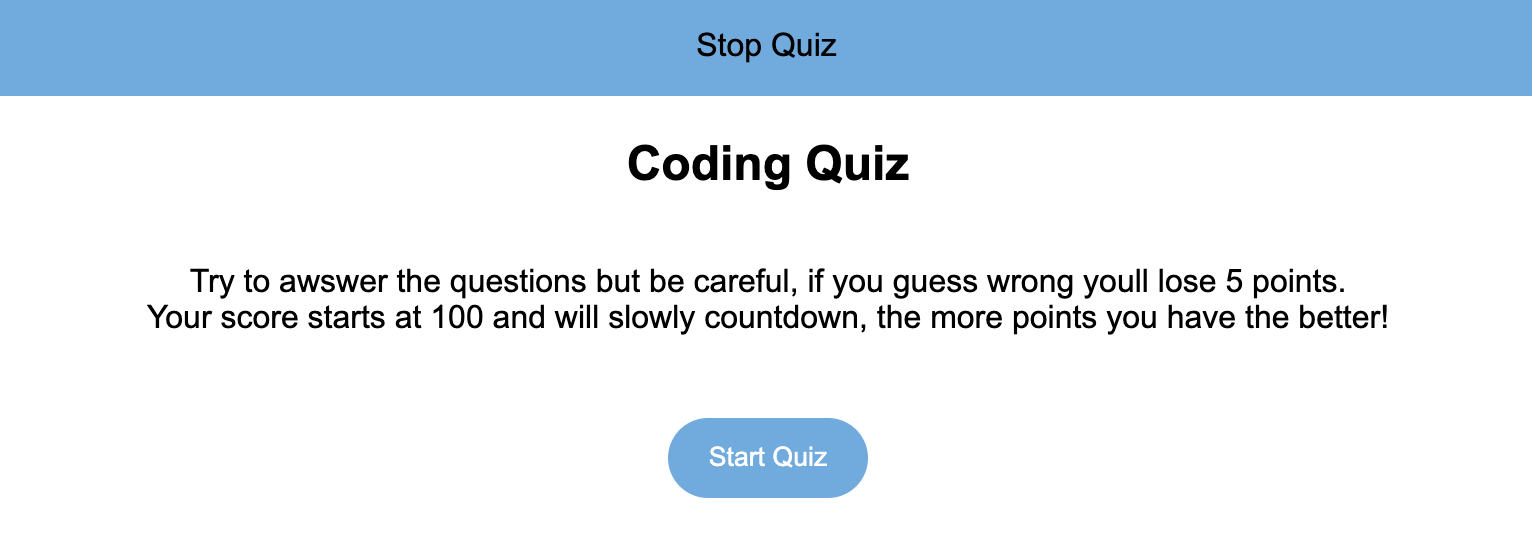 Stop Quiz
Coding Quiz
Try to awswer the questions but be careful, if you guess wrong youll lose 5 points.
Your score starts at 100 and will slowly countdown, the more points you have the better!
Start Quiz